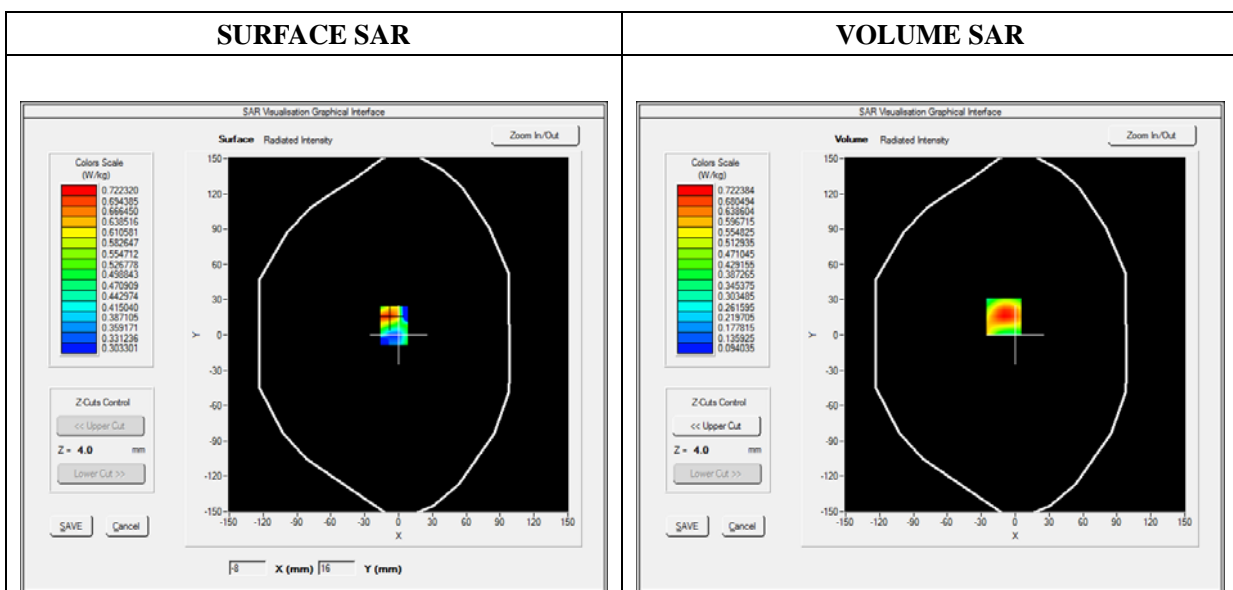 SURFACE SAR
SAR Visualisation Graphical Interface
Surface Radiated Intensity
Zoom In/Out
Colors Scale
(W/kg)
0.722320
0.694385
0.666450
0.638516
0.610581
0.582647
0.554712
0.526778
0.498843
0.470909
0.442974
0.415040
0.387105
0.359171
0.331236
0.303301
Z-Cuts Control
<< Upper Cut
Z = 4.0 mm
Lower Cut >>
SAVE Cancel
150
120
90
60
30
0
-30
-60
-90
-120
-150
Y
-150 -120 -90 -60 -30 0 30 60 90 120 150
X
-8 X (mm) 16 Y (mm)
VOLUME SAR
SAR Visualisation Graphical Interface
Volume Radiated Intensity
Zoom In/Out
Colors Scale
(W/kg)
0.722384
0.680494
0.638604
0.596715
0.554825
0.512935
0.471045
0.429155
0.387265
0.345375
0.303485
0.261595
0.219705
0.177815
0.135925
0.094035
Z-Cuts Control
<< Upper Cut
Z = 4.0 mm
Lower Cut >>
SAVE Cancel
150
120
90
60
30
0
-30
-60
-90
-120
-150
Y
-150 -120 -90 -60 -30 0 30 60 90 120 150
X